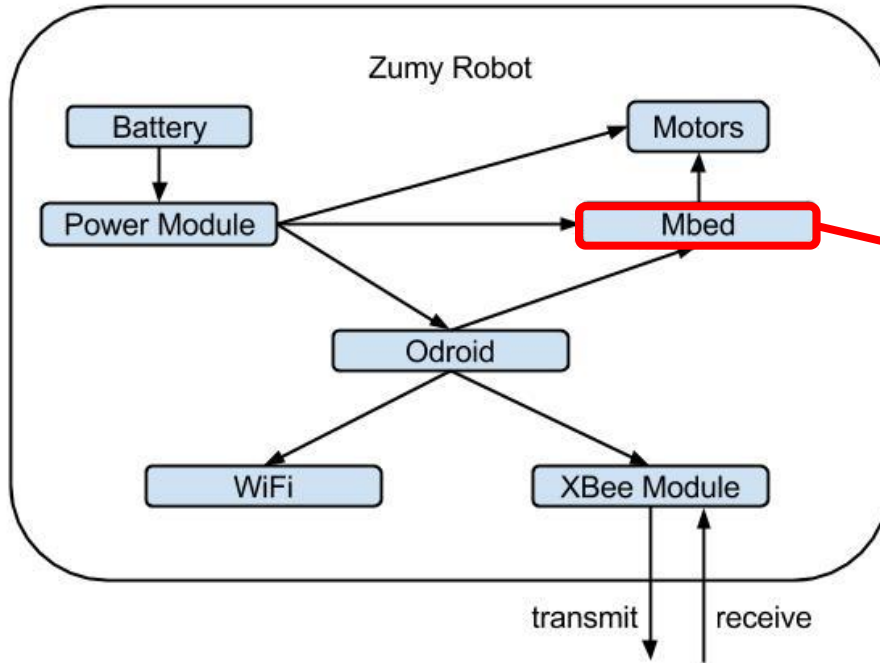 Zumy Robot
Battery
Motors
Power Module
Mbed
Odroid
WiFi
XBee Module
transmit
receive